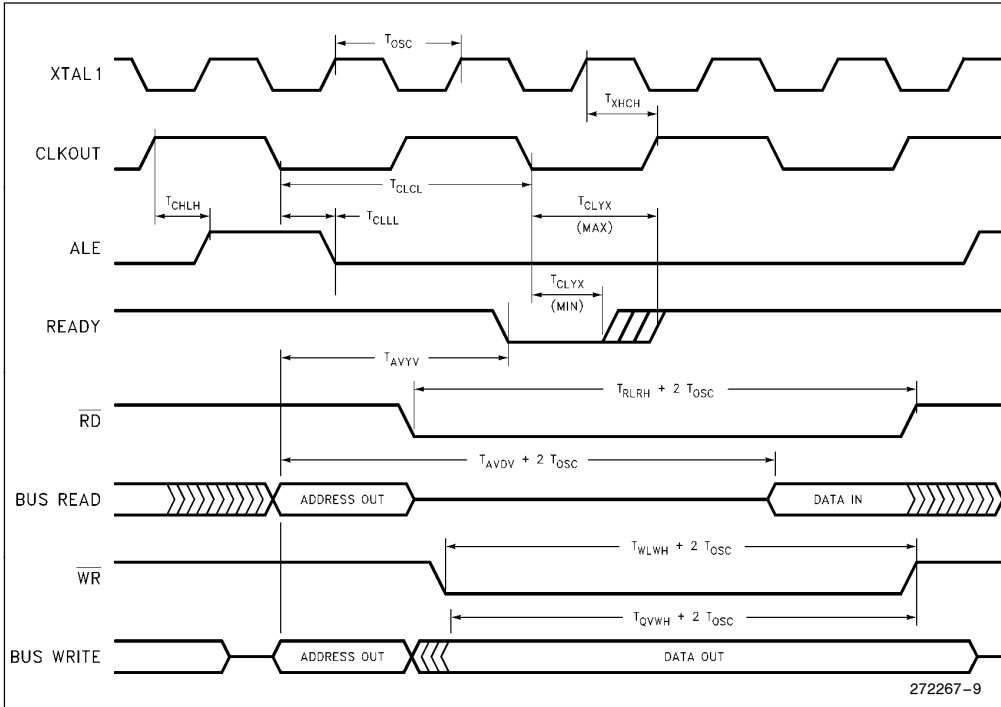 T_OSC
XTAL1
T_XHCH
CLKOUT
T_CLCL
T_CHLH
T_CLLL
T_CLYX
(MAX)
ALE
T_CLYX
(MIN)
READY
T_AVYV
T_RLRH + 2 T_OSC
RD
T_AVDV + 2 T_OSC
BUS READ
ADDRESS OUT
DATA IN
T_WLWH + 2 T_OSC
WR
T_QVWH + 2 T_OSC
BUS WRITE
ADDRESS OUT
DATA OUT
272267-9